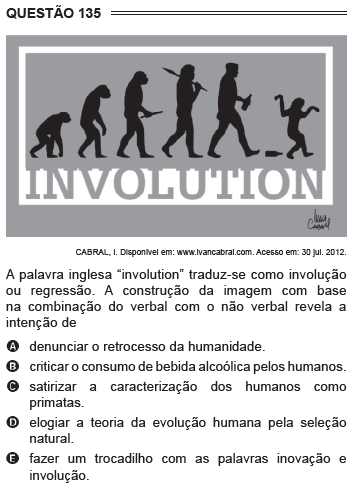 QUESTÃO 135
INVOLUTION
Ivan
Cabral
CABRAL, I. Disponível em: www.ivancabral.com. Acesso em: 30 jul. 2012.
A palavra inglesa “involution” traduz-se como involução
ou regressão. A construção da imagem com base
na combinação do verbal com o não verbal revela a
intenção de
A denunciar o retrocesso da humanidade.
B criticar o consumo de bebida alcoólica pelos humanos.
C satirizar a caracterização dos humanos como
primatas.
D elogiar a teoria da evolução humana pela seleção
natural.
E fazer um trocadilho com as palavras inovação e
involução.